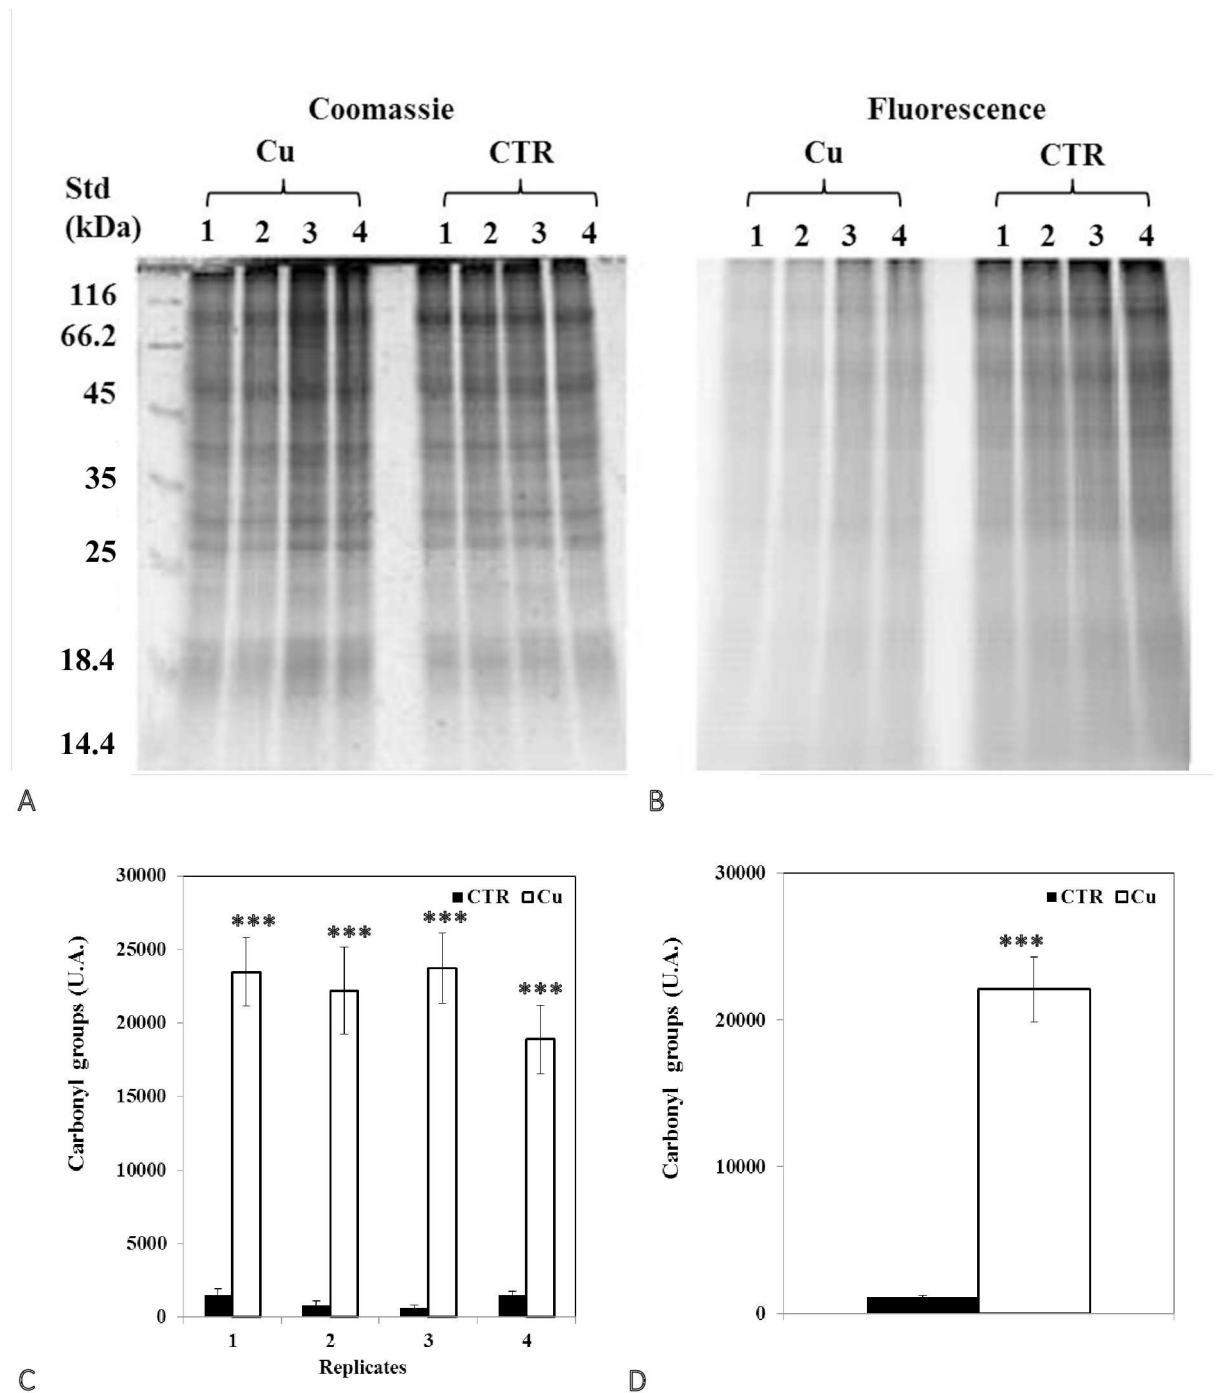 Coomassie
Fluorescence
Cu
CTR
Cu
CTR
Std
(kDa)
1 2 3 4 1 2 3 4
1 2 3 4 1 2 3 4
116
66.2
45
35
25
18.4
14.4
A
B
30000
25000
20000
15000
10000
5000
0
Carbonyl groups (U.A.)
CTR Cu
***
***
***
***
1 2 3 4
Replicates
C
30000
20000
10000
0
Carbonyl groups (U.A.)
CTR Cu
***
D